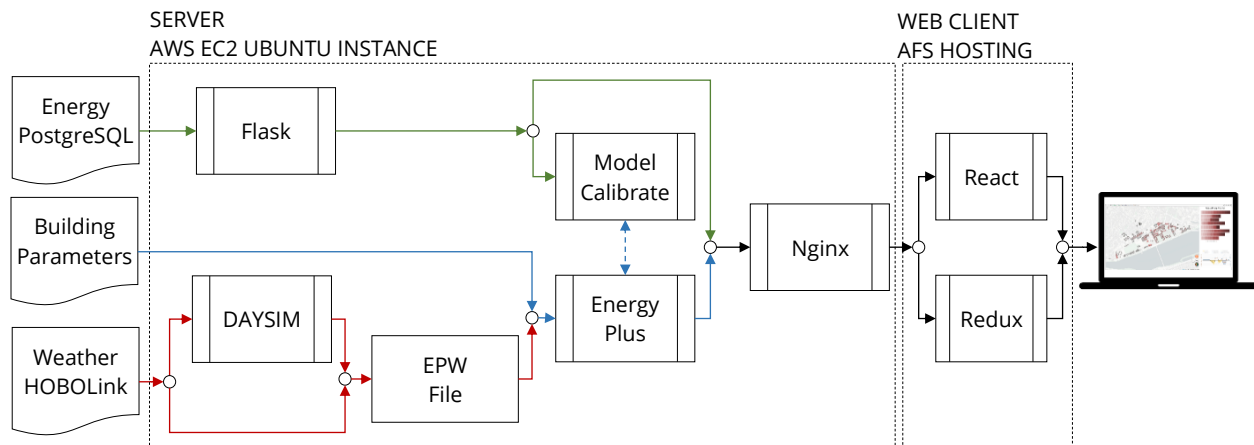 SERVER
AWS EC2 UBUNTU INSTANCE
WEB CLIENT
AFS HOSTING
Energy
PostgreSQL
Flask
Model
Calibrate
React
Building
Parameters
Nginx
DAYSIM
Energy
Plus
Redux
Weather
HOBOLink
EPW
File